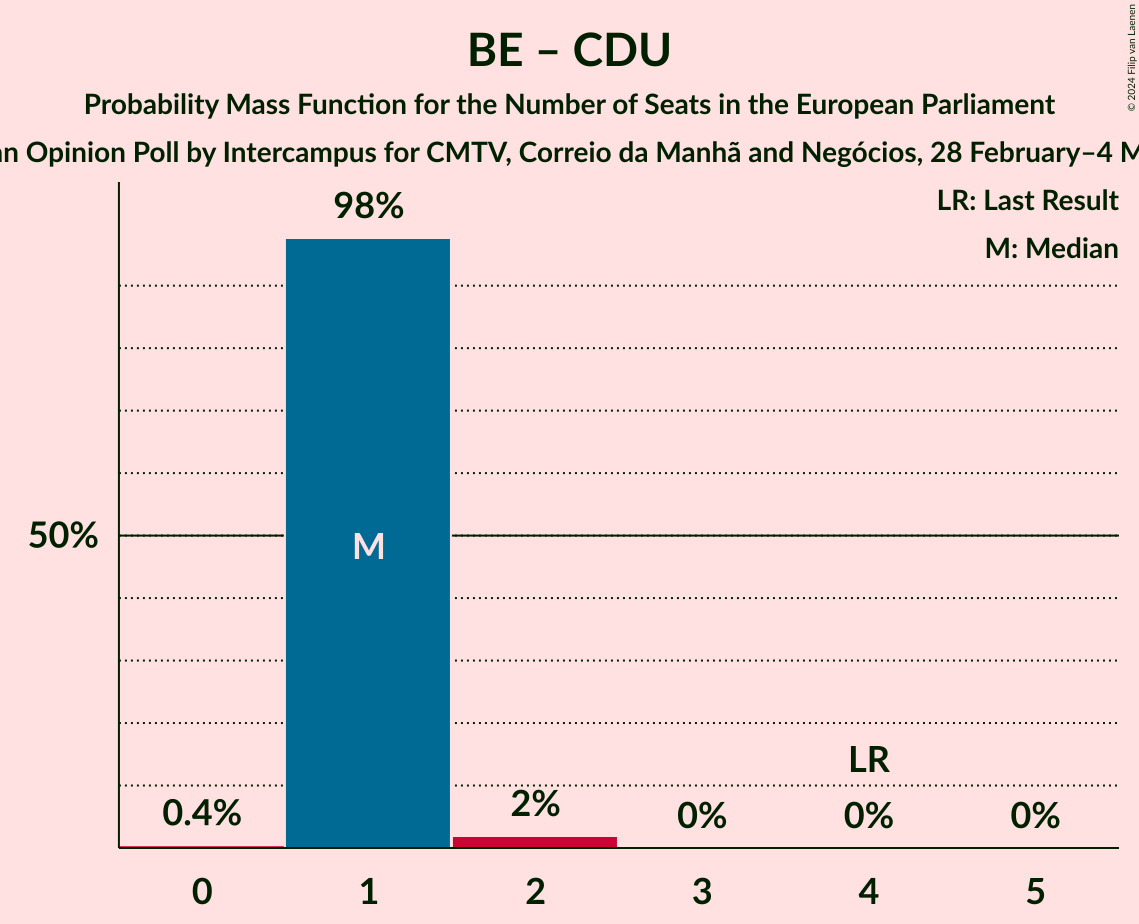 BE – CDU
Probability Mass Function for the Number of Seats in the European Parliament
an Opinion Poll by Intercampus for CMTV, Correio da Manhã and Negócios, 28 February–4 M
© 2024 Filip van Laenen
LR: Last Result
M: Median
98%
50%
M
LR
0.4%
2%
0%
0%
0%
0
1
2
3
4
5